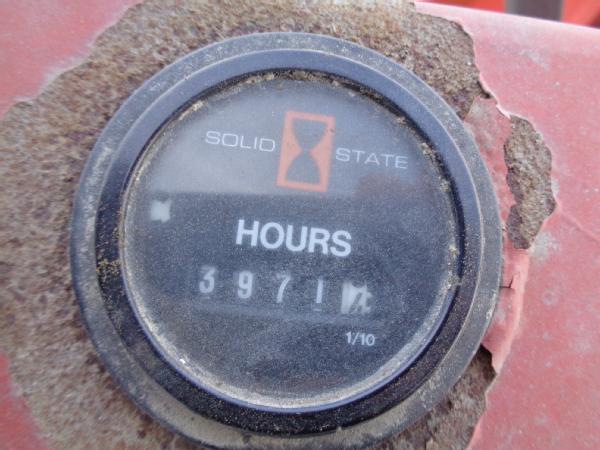 SOLID STATE
HOURS
3971
1/10